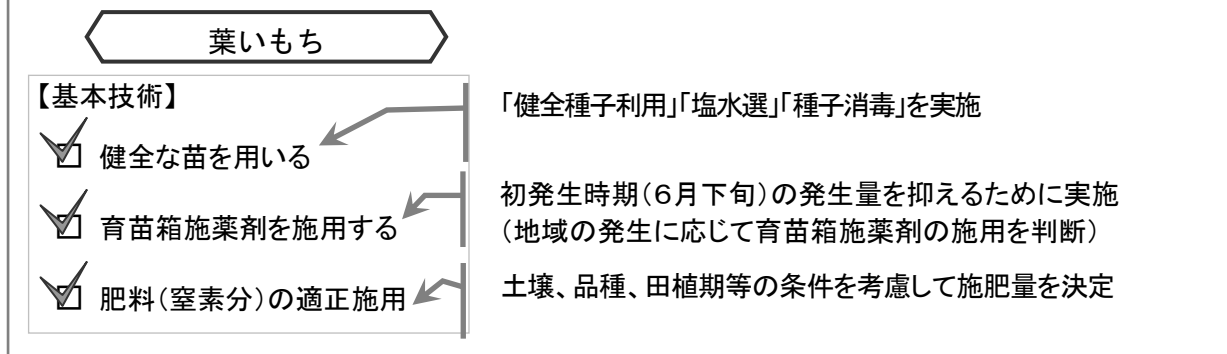 葉いもち
【基本技術】
健全な苗を用いる
「健全種子利用」「塩水選」「種子消毒」を実施
育苗箱施薬剤を施用する
初発生時期(6月下旬)の発生量を抑えるために実施
(地域の発生に応じて育苗箱施薬剤の施用を判断)
肥料(窒素分)の適正施用
土壌、品種、田植期等の条件を考慮して施肥量を決定